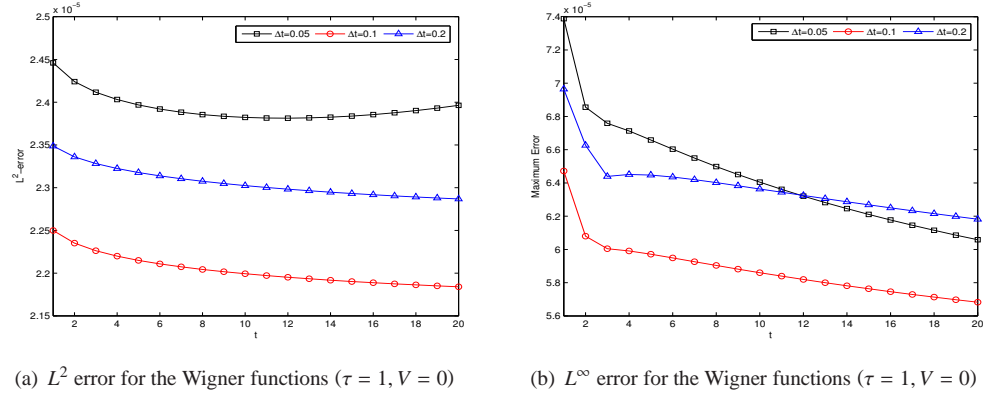 x 10⁻⁵
2.5
2.45
2.4
2.35
2.3
2.25
2.2
2.15
L²−error
Δt=0.05 Δt=0.1 Δt=0.2
2 4 6 8 10 12 14 16 18 20
t
(a) L² error for the Wigner functions (τ = 1, V = 0)
x 10⁻⁵
7.4
7.2
7
6.8
6.6
6.4
6.2
6
5.8
5.6
Maximum Error
Δt=0.05 Δt=0.1 Δt=0.2
2 4 6 8 10 12 14 16 18 20
t
(b) L∞ error for the Wigner functions (τ = 1, V = 0)